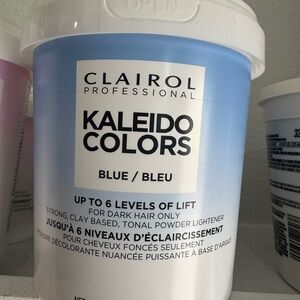 OPEN
CLAIROL
PROFESSIONAL
KALEIDO
COLORS
BLUE / BLEU
UP TO 6 LEVELS OF LIFT
FOR DARK HAIR ONLY
STRONG, CLAY BASED, TONAL POWDER LIGHTENER
JUSQU'À 6 NIVEAUX D'ÉCLAIRCISSEMENT
POUR CHEVEUX FONCÉS SEULEMENT
POUDRE DÉCOLORANTE NUANCÉE PUISSANTE À BASE D'ARGILE